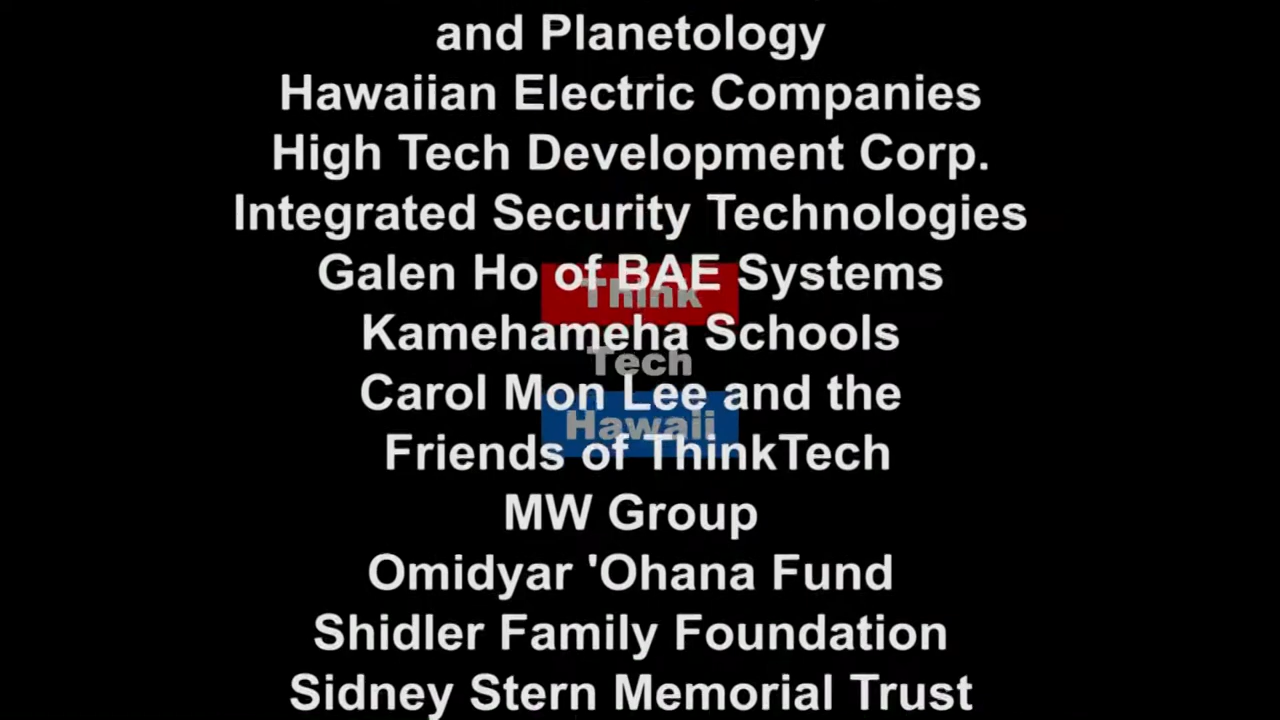 and Planetology
Hawaiian Electric Companies
High Tech Development Corp.
Integrated Security Technologies
Galen Ho of BAE Systems
Think
Kamehameha Schools
Tech
Carol Mon Lee and the
Hawaii
Friends of ThinkTech
MW Group
Omidyar 'Ohana Fund
Shidler Family Foundation
Sidney Stern Memorial Trust